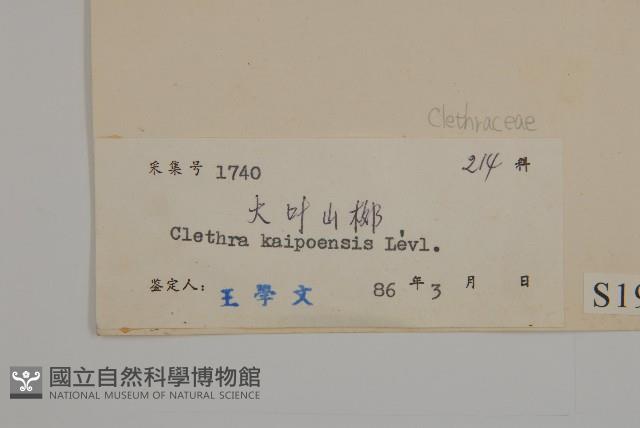 Clethraceae
采集号 1740 214 科
大叶山柳
Clethra kaipoensis Lévl.
鉴定人: 王學文 86 年 3 月 日
S19
國立自然科學博物館
NATIONAL MUSEUM OF NATURAL SCIENCE